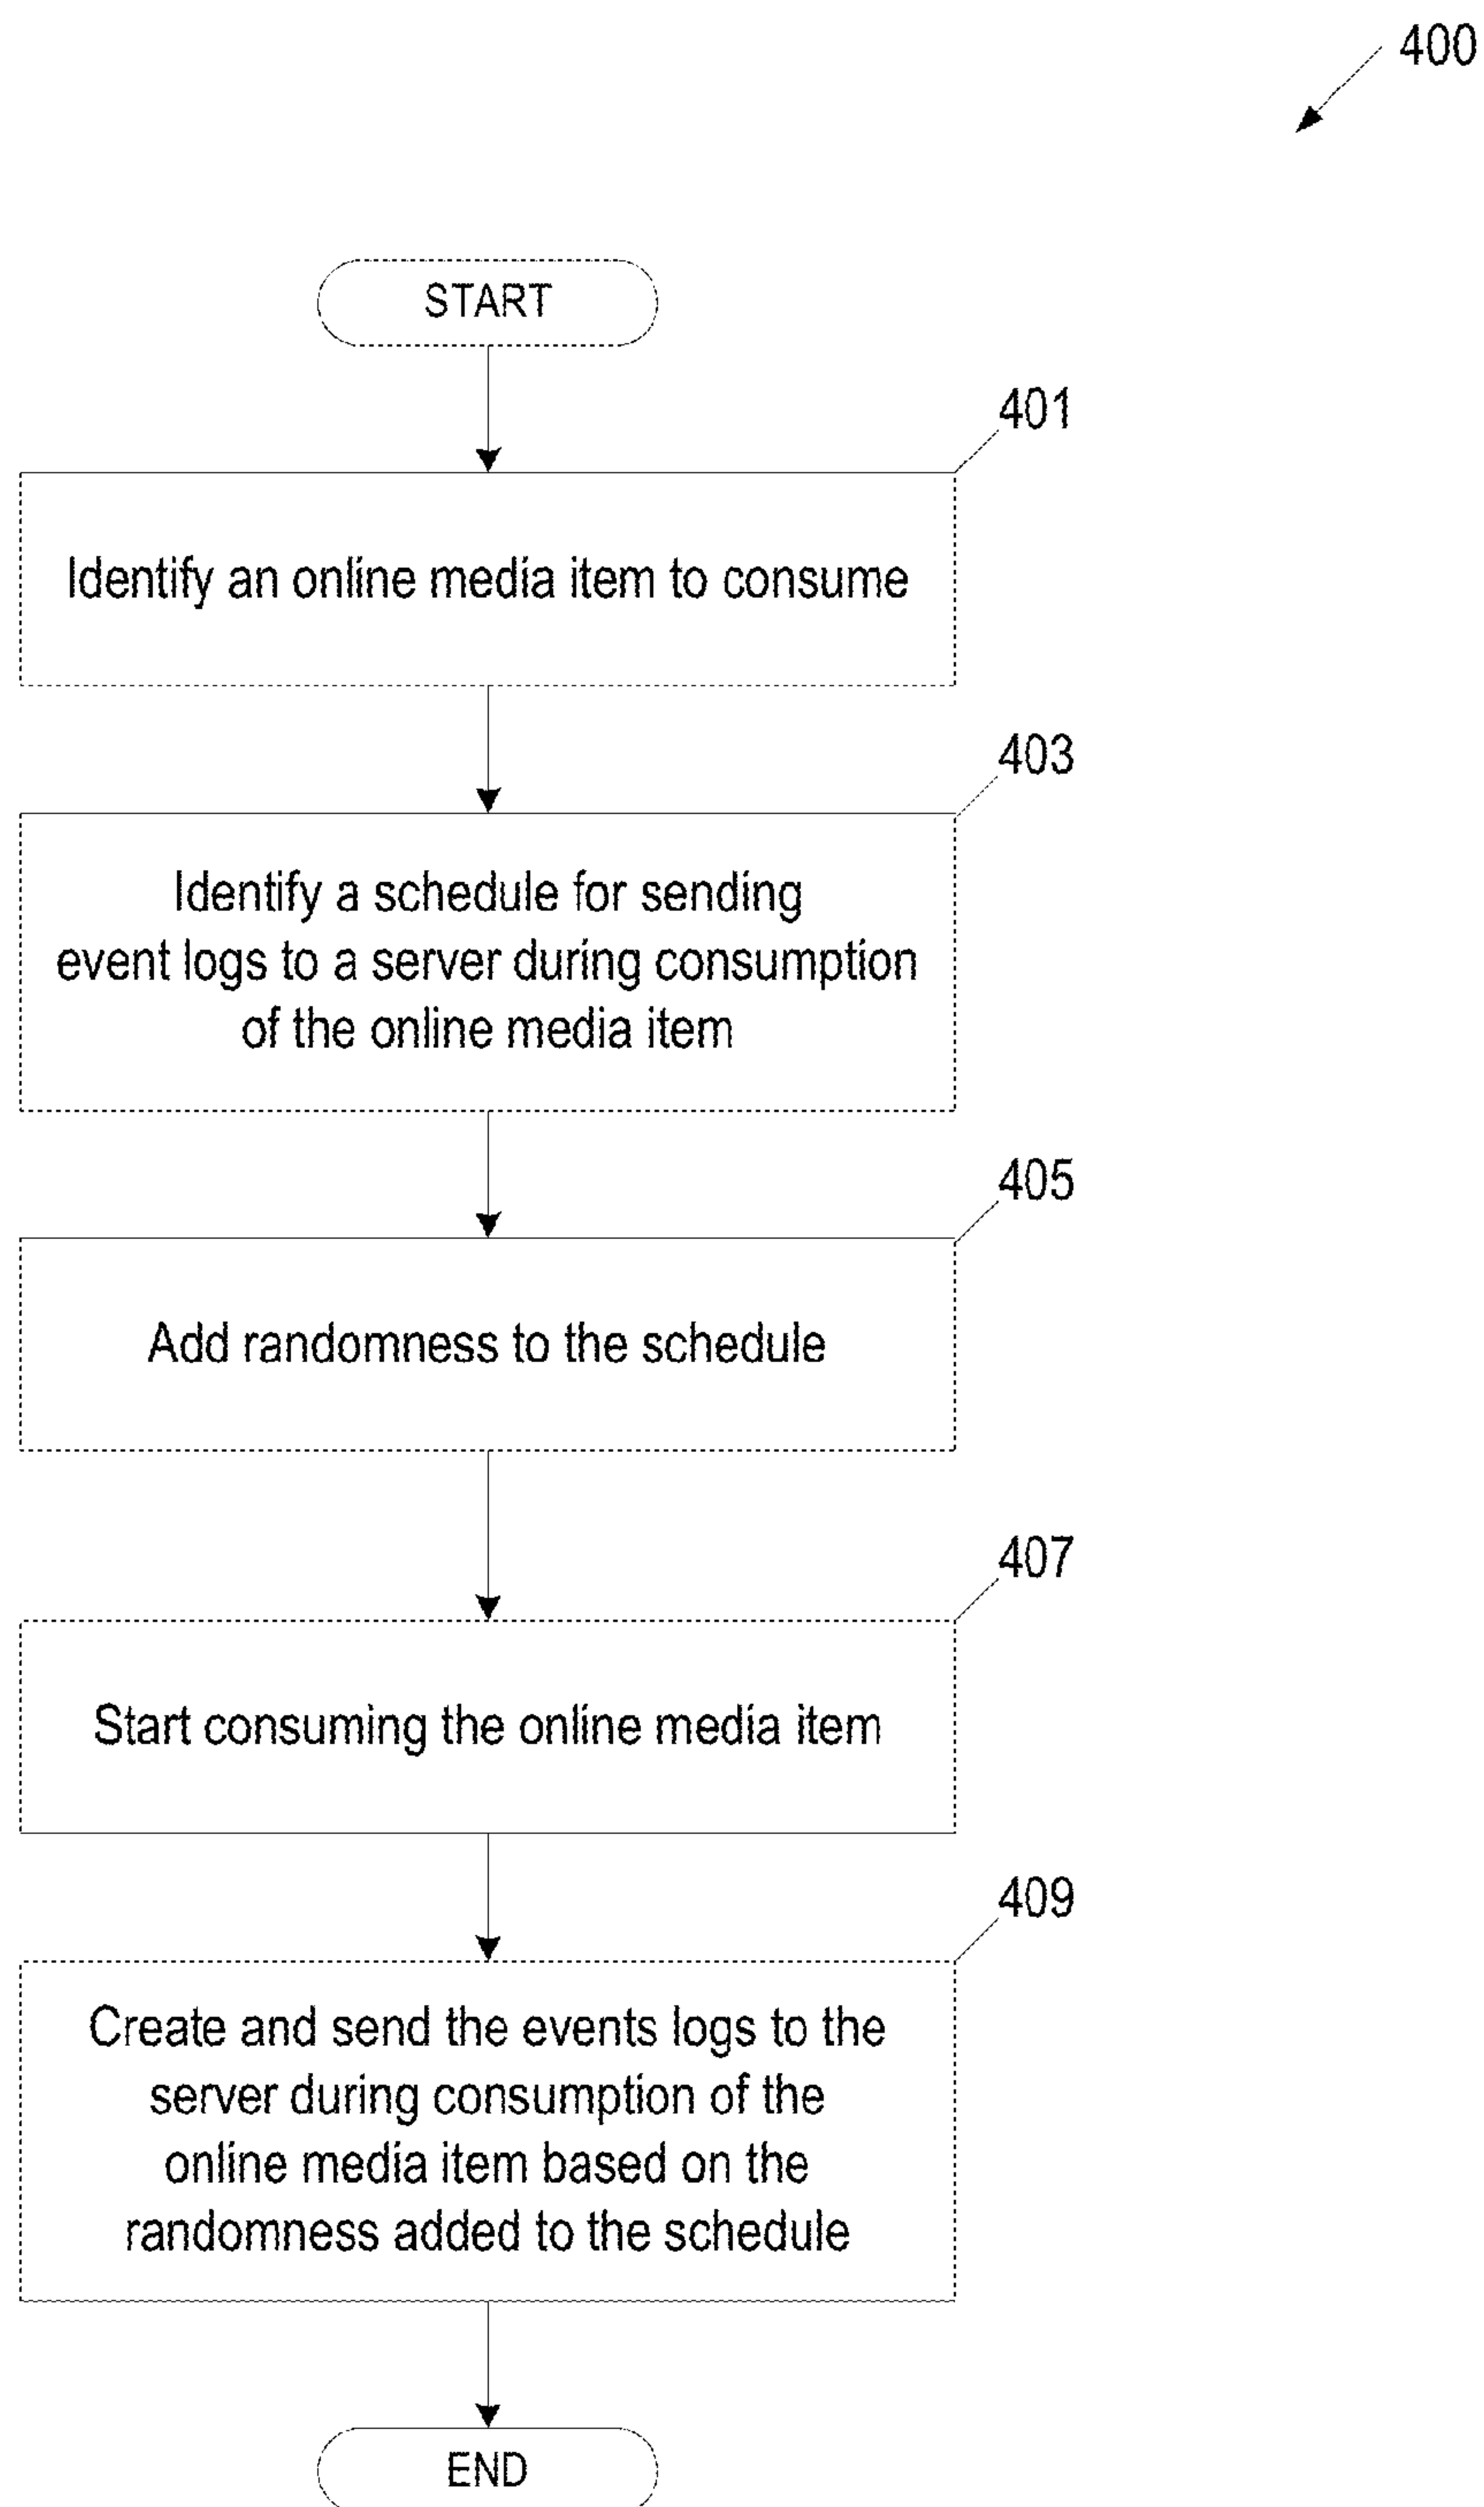 400
START
401
Identify an online media item to consume
403
Identify a schedule for sending
event logs to a server during consumption
of the online media item
405
Add randomness to the schedule
407
Start consuming the online media item
409
Create and send the events logs to the
server during consumption of the
online media item based on the
randomness added to the schedule
END